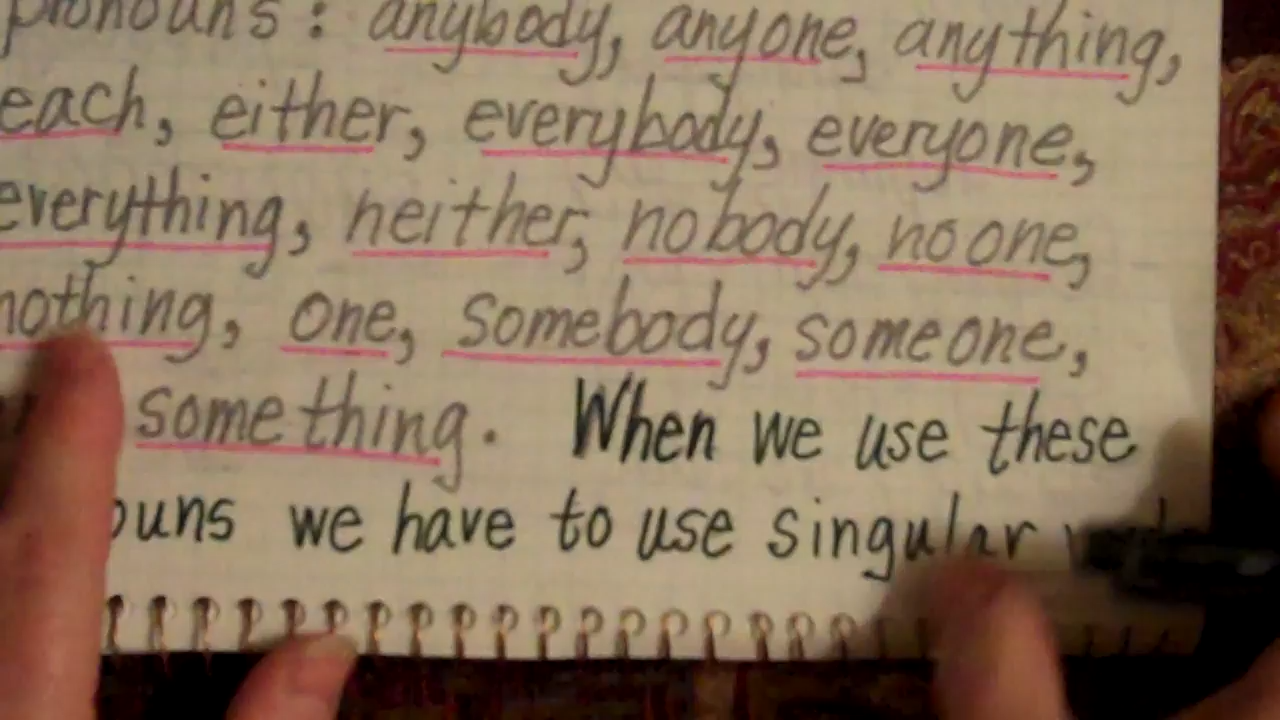 pronouns: anybody, anyone, anything,
each, either, everybody, everyone,
everything, neither, nobody, no one,
nothing, one, somebody, someone,
something. When we use these
ouns we have to use singular